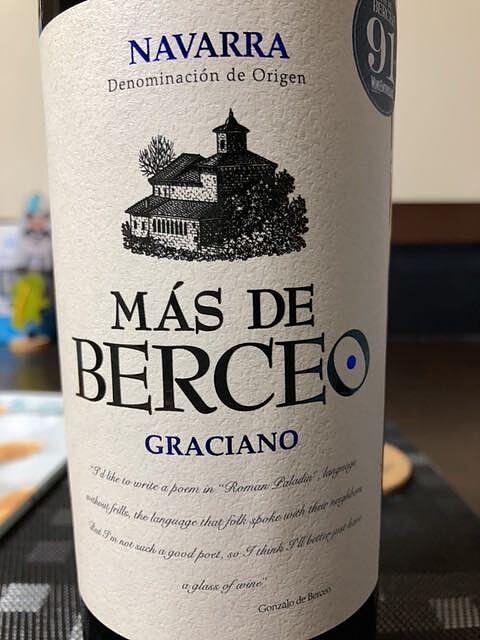 NAVARRA
Denominación de Origen
BERCEO
91
MÁS DE
BERCEO
GRACIANO
"I'd like to write a poem in "Roman Paladin", language
without frills, the language that folk spoke with their neighbors,
But I'm not such a good poet, so I think I'll better just have
a glass of wine"
Gonzalo de Berceo